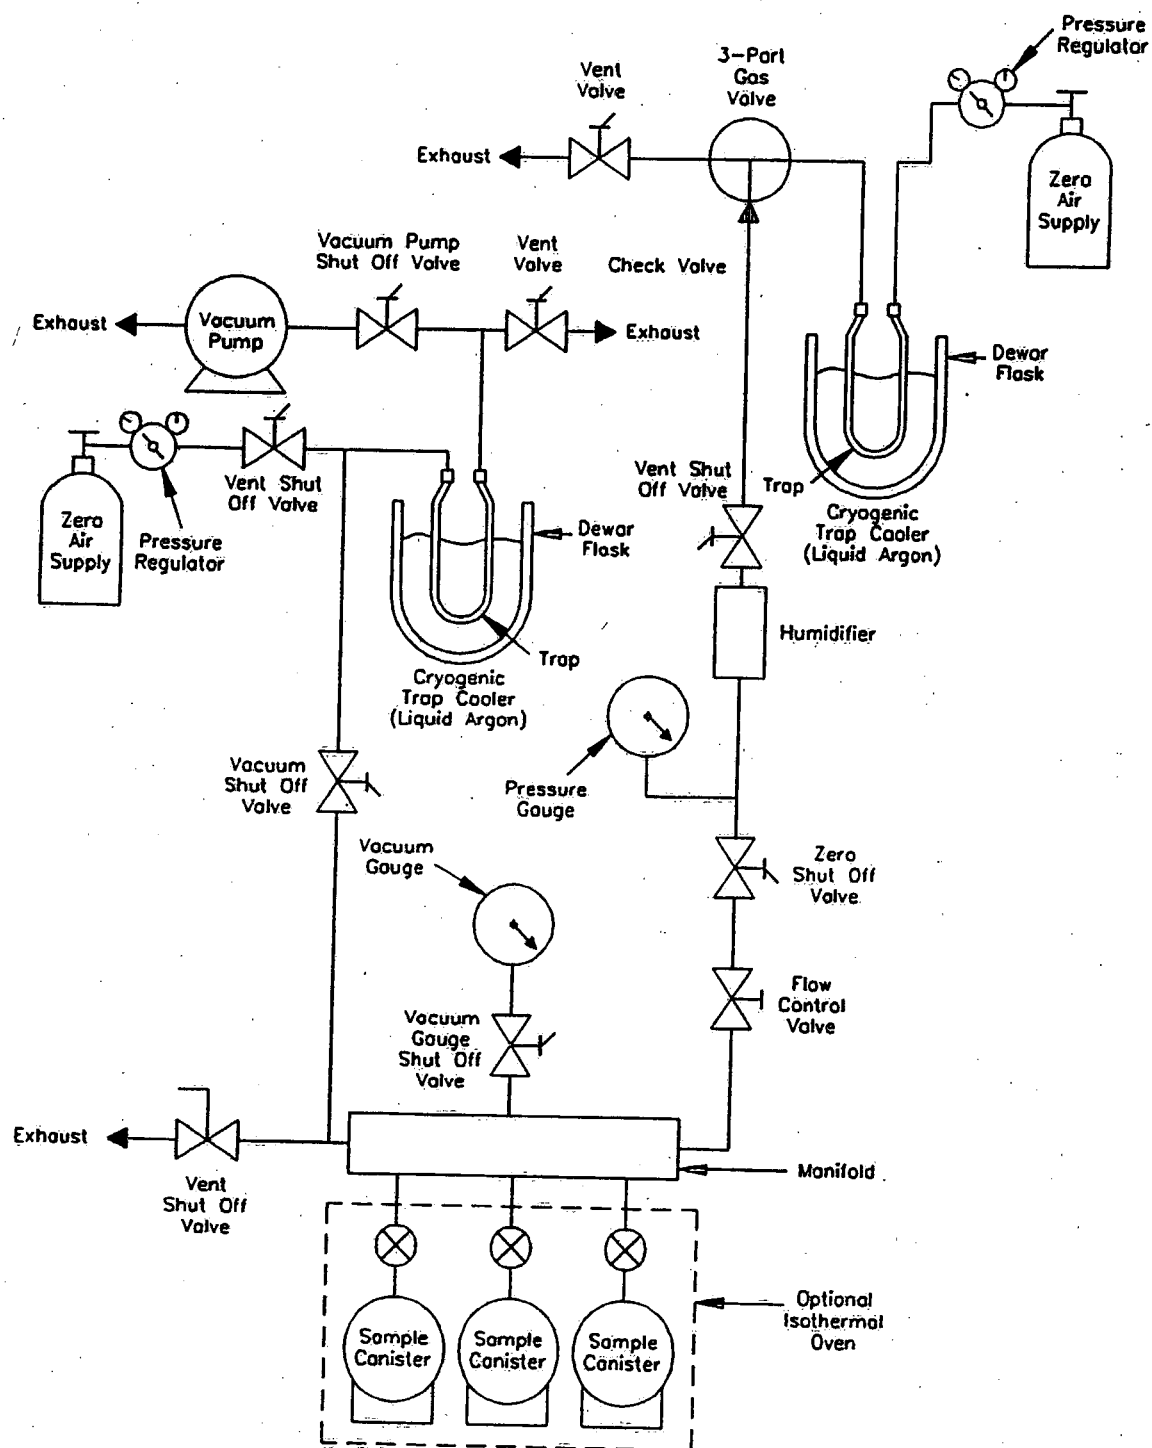 Pressure
Regulator
3-Part
Gas
Valve
Vent
Valve
Exhaust
Zero
Air
Supply
Vacuum Pump
Shut Off Valve
Vent
Valve
Check Valve
Exhaust
Vacuum
Pump
Exhaust
Dewar
Flask
Vent Shut
Off Valve
Trap
Vent Shut
Off Valve
Cryogenic
Trap Cooler
(Liquid Argon)
Zero
Air
Supply
Pressure
Regulator
Dewar
Flask
Humidifier
Trap
Cryogenic
Trap Cooler
(Liquid Argon)
Vacuum
Shut Off
Valve
Pressure
Gauge
Vacuum
Gauge
Zero
Shut Off
Valve
Flow
Control
Valve
Vacuum
Gauge
Shut Off
Valve
Exhaust
Manifold
Vent
Shut Off
Valve
Optional
Isothermal
Oven
Sample
Canister
Sample
Canister
Sample
Canister